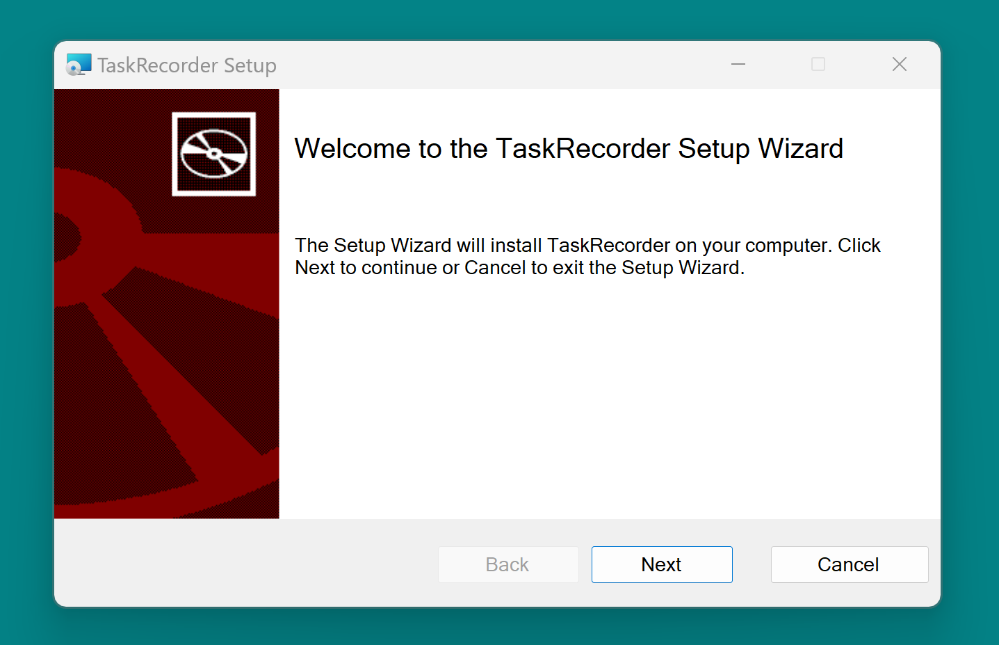 TaskRecorder Setup
Welcome to the TaskRecorder Setup Wizard
The Setup Wizard will install TaskRecorder on your computer. Click
Next to continue or Cancel to exit the Setup Wizard.
Back
Next
Cancel